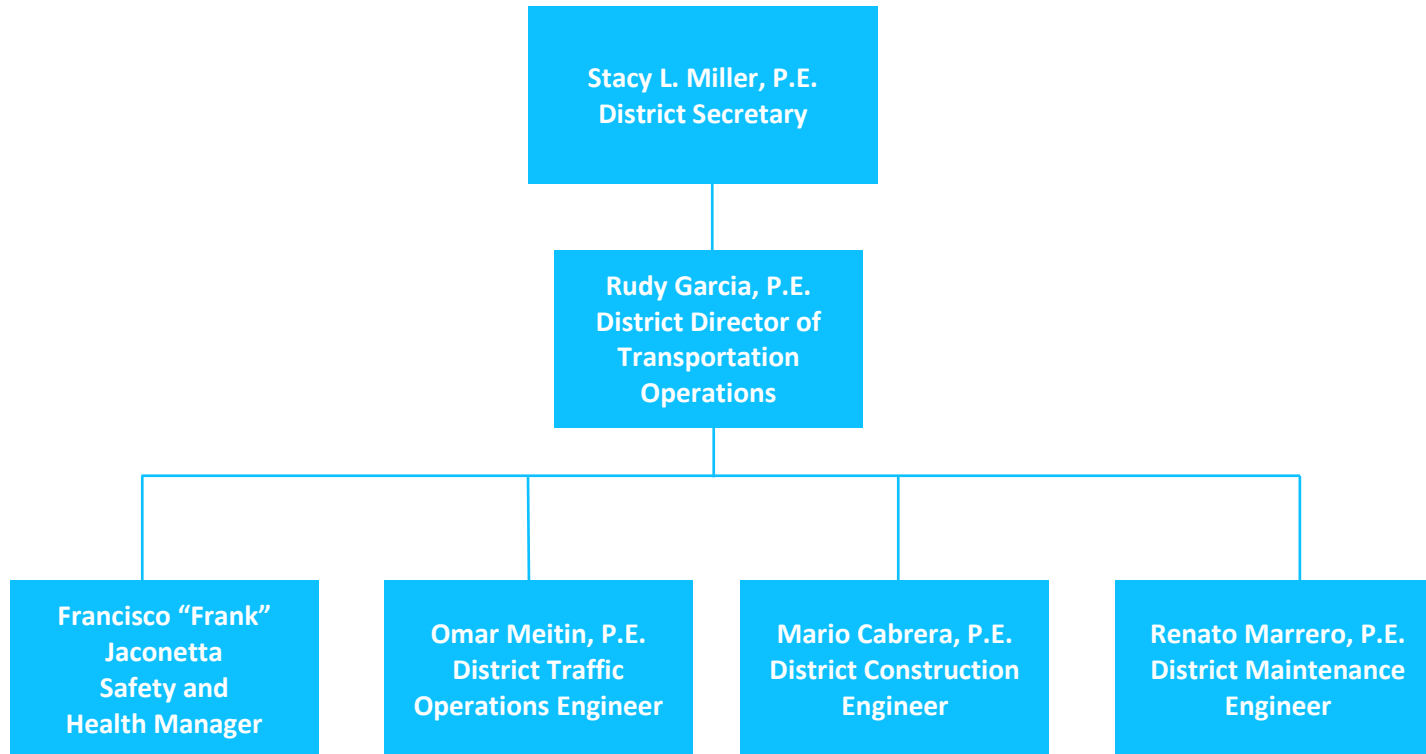 Stacy L. Miller, P.E.
District Secretary
Rudy Garcia, P.E.
District Director of
Transportation
Operations
Francisco “Frank”
Jaconetta
Safety and
Health Manager
Omar Meitin, P.E.
District Traffic
Operations Engineer
Mario Cabrera, P.E.
District Construction
Engineer
Renato Marrero, P.E.
District Maintenance
Engineer